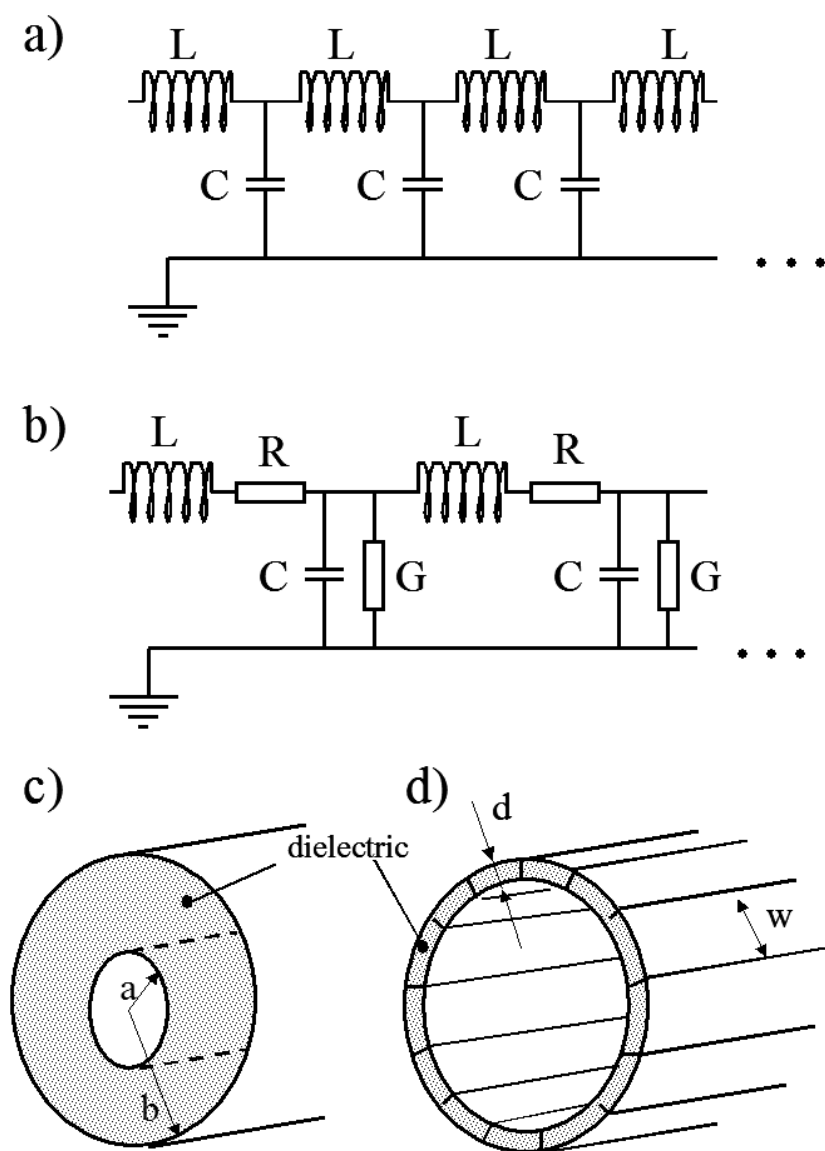 a)
L L L L
C C C
b)
L R L R
C G C G
c) d)
d
dielectric
w
a
b